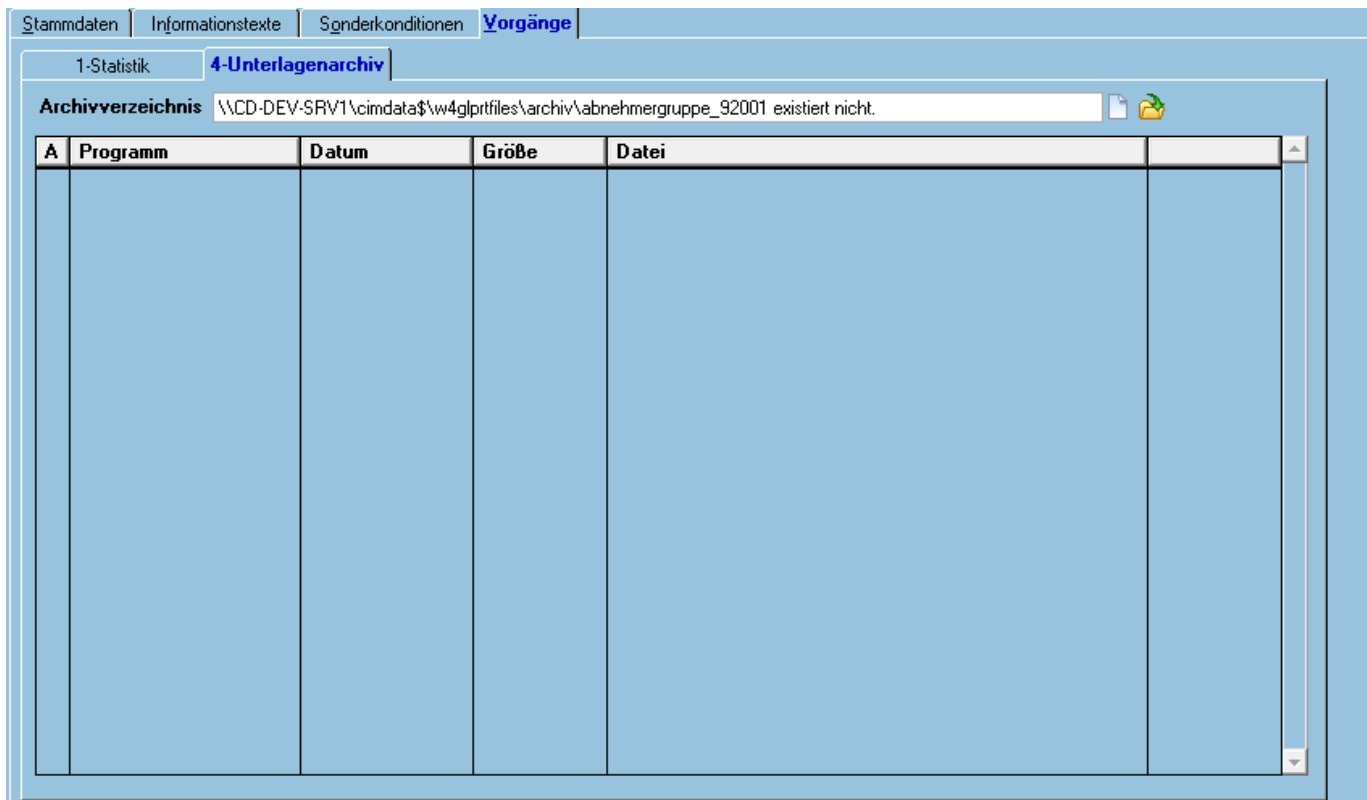 Stammdaten Informationstexte Sonderkonditionen Vorgänge
1-Statistik 4-Unterlagenarchiv
Archivverzeichnis \\CD-DEV-SRV1\cimdata$\w4glprtfiles\archiv\abnehmergruppe_92001 existiert nicht.
A Programm Datum Größe Datei